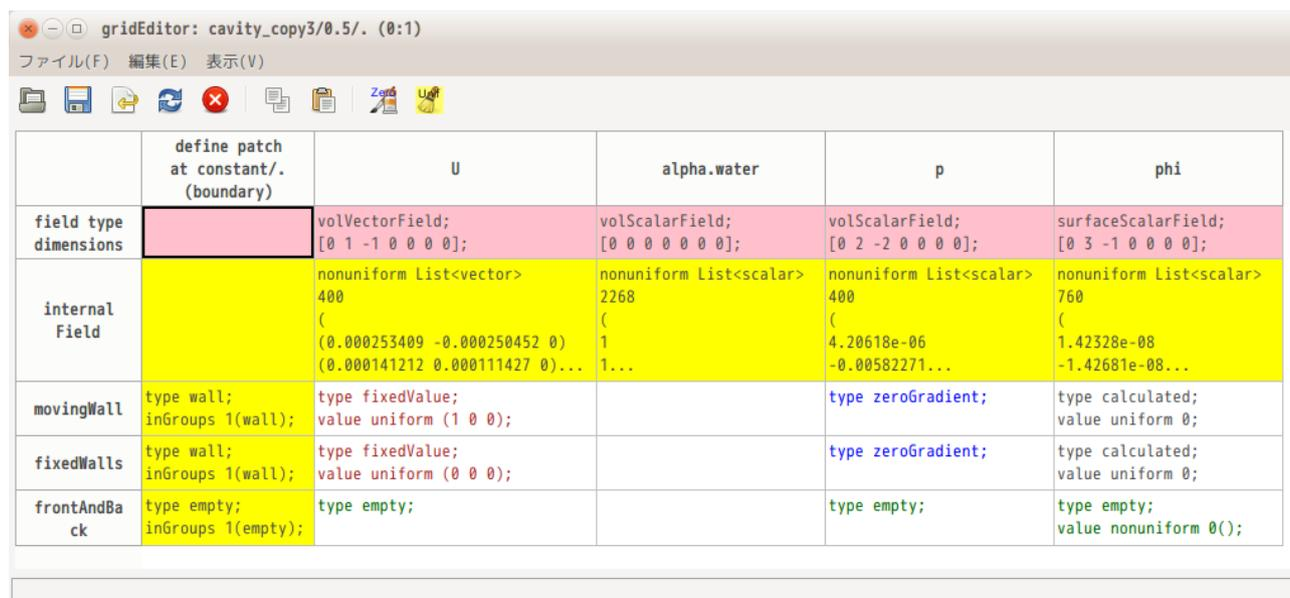 gridEditor: cavity_copy3/0.5/. (0:1)
ファイル(F) 編集(E) 表示(V)
Zero Unif
define patch
at constant/.
(boundary)
U
alpha.water
p
phi
field type
dimensions
volVectorField;
[0 1 -1 0 0 0 0];
volScalarField;
[0 0 0 0 0 0 0];
volScalarField;
[0 2 -2 0 0 0 0];
surfaceScalarField;
[0 3 -1 0 0 0 0];
internal
Field
nonuniform List<vector>
400
(
(0.000253409 -0.000250452 0)
(0.000141212 0.000111427 0)...
nonuniform List<scalar>
2268
(
1
1...
nonuniform List<scalar>
400
(
4.20618e-06
-0.00582271...
nonuniform List<scalar>
760
(
1.42328e-08
-1.42681e-08...
movingWall
type wall;
inGroups 1(wall);
type fixedValue;
value uniform (1 0 0);
type zeroGradient;
type calculated;
value uniform 0;
fixedWalls
type wall;
inGroups 1(wall);
type fixedValue;
value uniform (0 0 0);
type zeroGradient;
type calculated;
value uniform 0;
frontAndBa
ck
type empty;
inGroups 1(empty);
type empty;
type empty;
type empty;
value nonuniform 0();